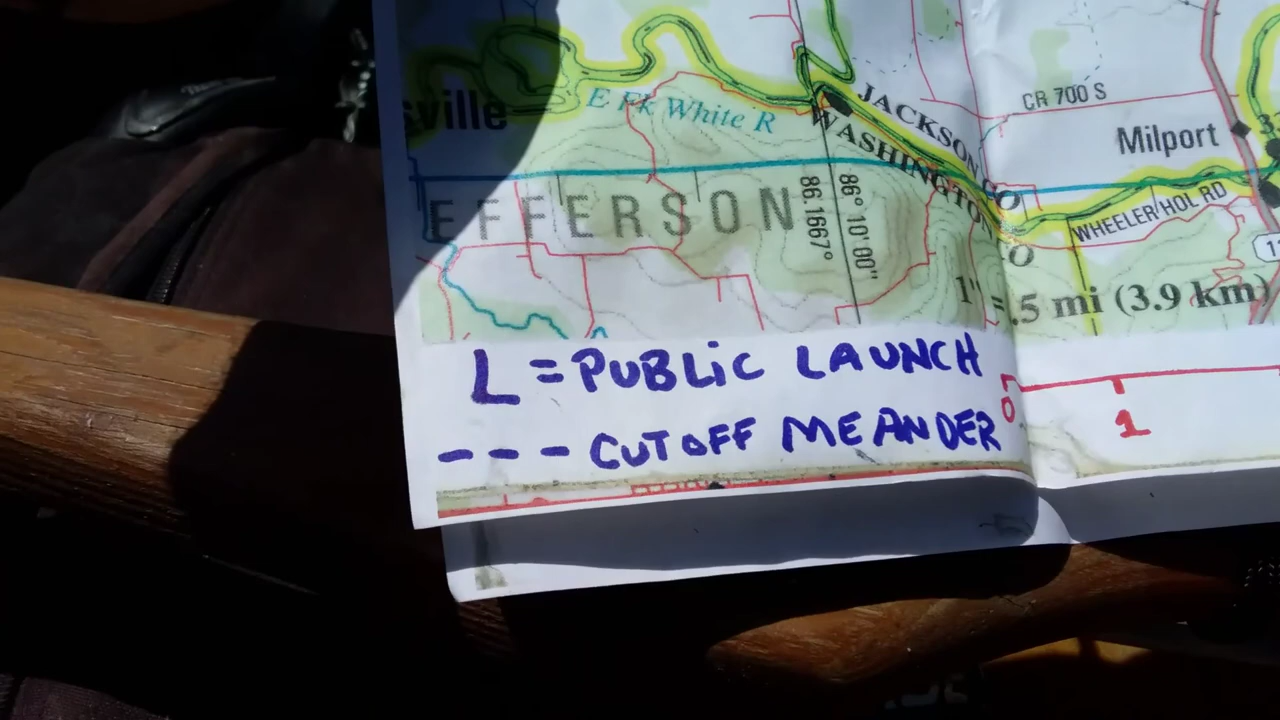 E Fk White R
JACKSON CO
WASHINGTON CO
CR 700 S
Milport
sville
EFFERSON
86.1667°
86° 10' 00"
WHEELER HOL RD
1" = .5 mi (3.9 km)
L = PUBLIC LAUNCH
--- CUTOFF MEANDER
0
1